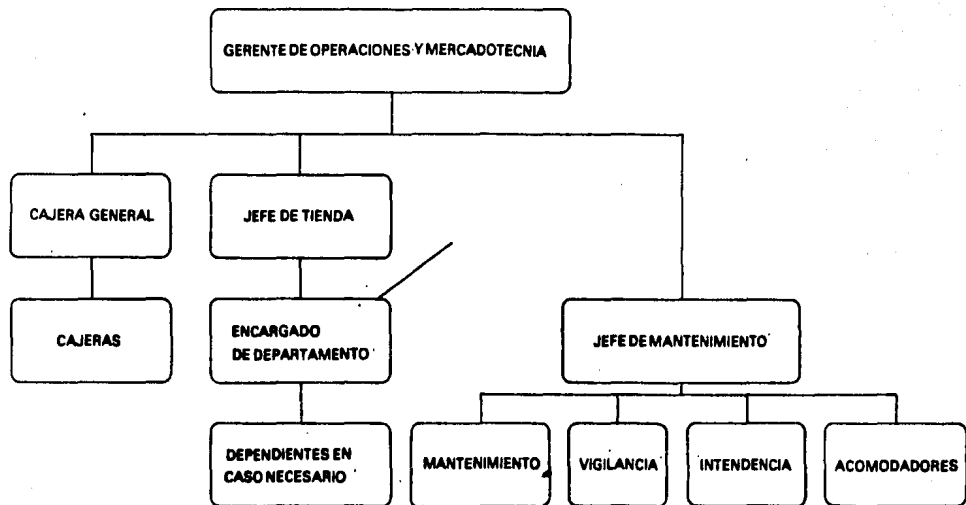 GERENTE DE OPERACIONES Y MERCADOTECNIA
CAJERA GENERAL
JEFE DE TIENDA
CAJERAS
ENCARGADO
DE DEPARTAMENTO
JEFE DE MANTENIMIENTO
DEPENDIENTES EN
CASO NECESARIO
MANTENIMIENTO
VIGILANCIA
INTENDENCIA
ACOMODADORES